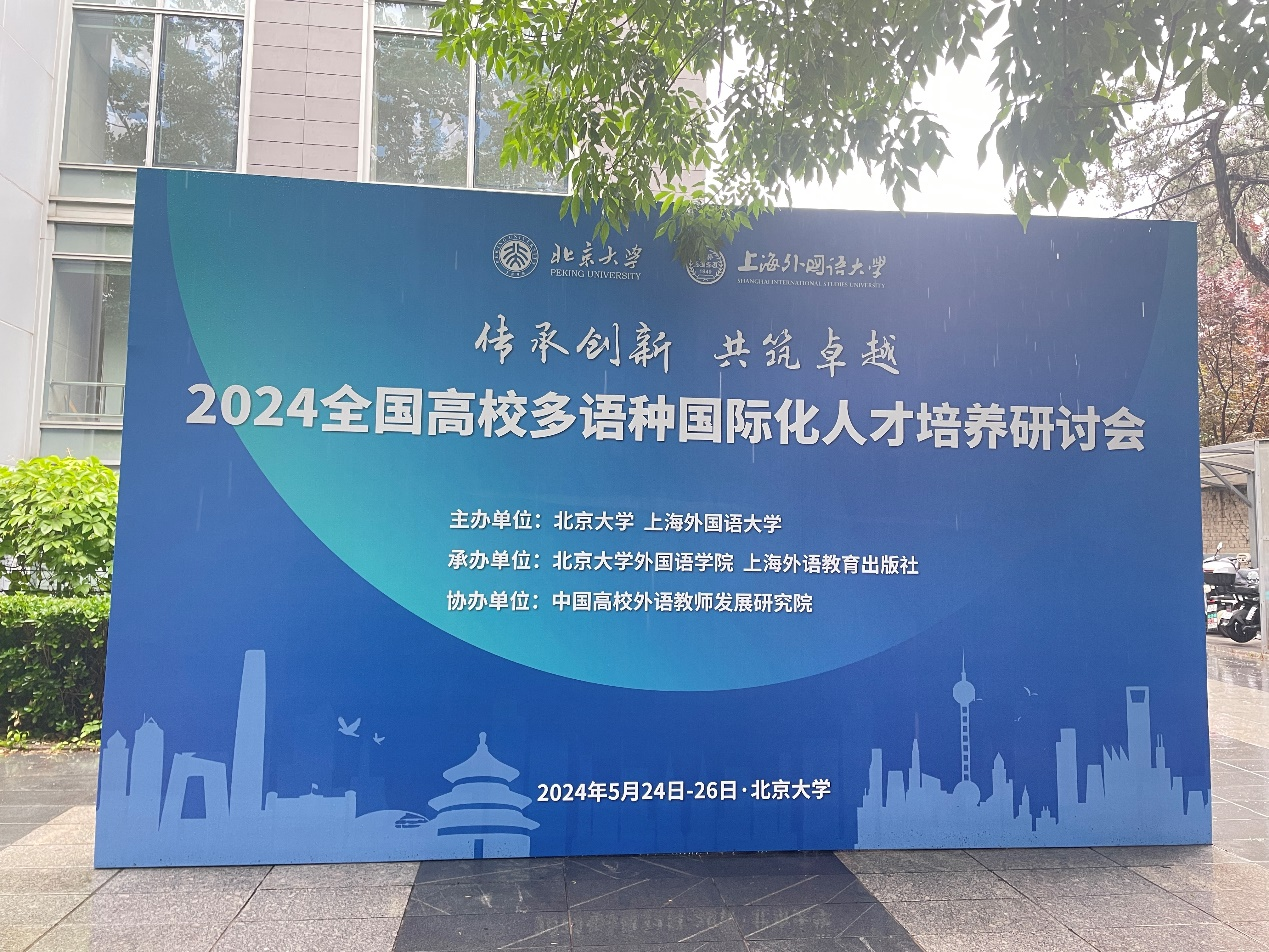 北京大学
PEKING UNIVERSITY
上海外国语大学
SHANGHAI INTERNATIONAL STUDIES UNIVERSITY
传承创新 共筑卓越
2024全国高校多语种国际化人才培养研讨会
主办单位：北京大学 上海外国语大学
承办单位：北京大学外国语学院 上海外语教育出版社
协办单位：中国高校外语教师发展研究院
2024年5月24日-26日·北京大学